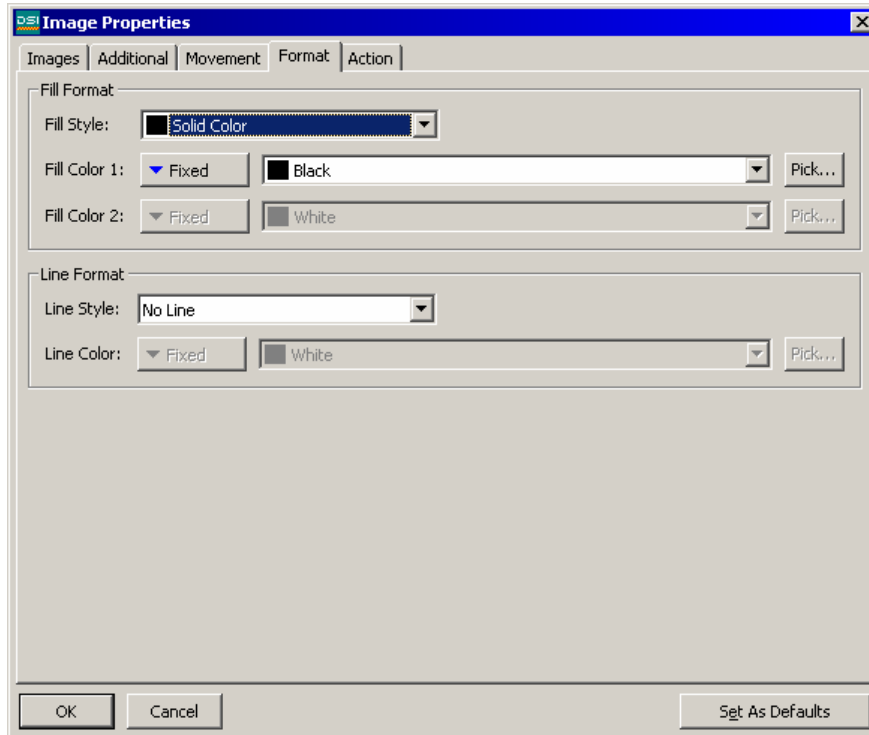 DSI Image Properties
Images Additional Movement Format Action
Fill Format
Fill Style: Solid Color
Fill Color 1: Fixed Black Pick...
Fill Color 2: Fixed White Pick...
Line Format
Line Style: No Line
Line Color: Fixed White Pick...
OK Cancel Set As Defaults